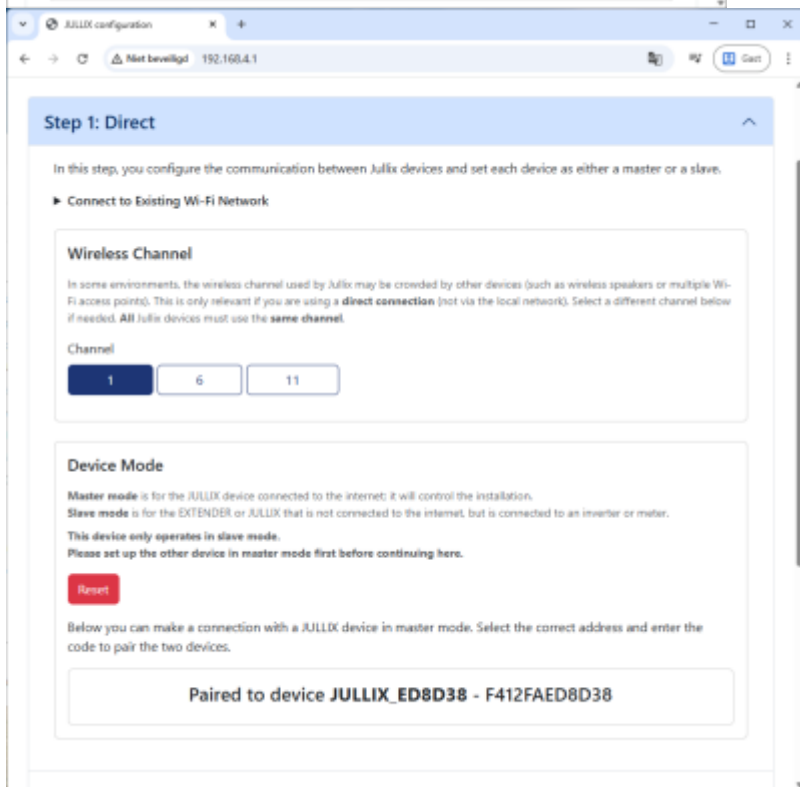 JULLIX configuration
Niet beveiligd 192.168.4.1
Gast
Step 1: Direct
In this step, you configure the communication between Jullix devices and set each device as either a master or a slave.
Connect to Existing Wi-Fi Network
Wireless Channel
In some environments, the wireless channel used by Jullix may be crowded by other devices (such as wireless speakers or multiple Wi-
Fi access points). This is only relevant if you are using a direct connection (not via the local network). Select a different channel below
if needed. All Jullix devices must use the same channel.
Channel
1 6 11
Device Mode
Master mode is for the JULLIX device connected to the internet; it will control the installation.
Slave mode is for the EXTENDER or JULLIX that is not connected to the internet, but is connected to an inverter or meter.
This device only operates in slave mode.
Please set up the other device in master mode first before continuing here.
Reset
Below you can make a connection with a JULLIX device in master mode. Select the correct address and enter the
code to pair the two devices.
Paired to device JULLIX_ED8D38 - F412FAED8D38